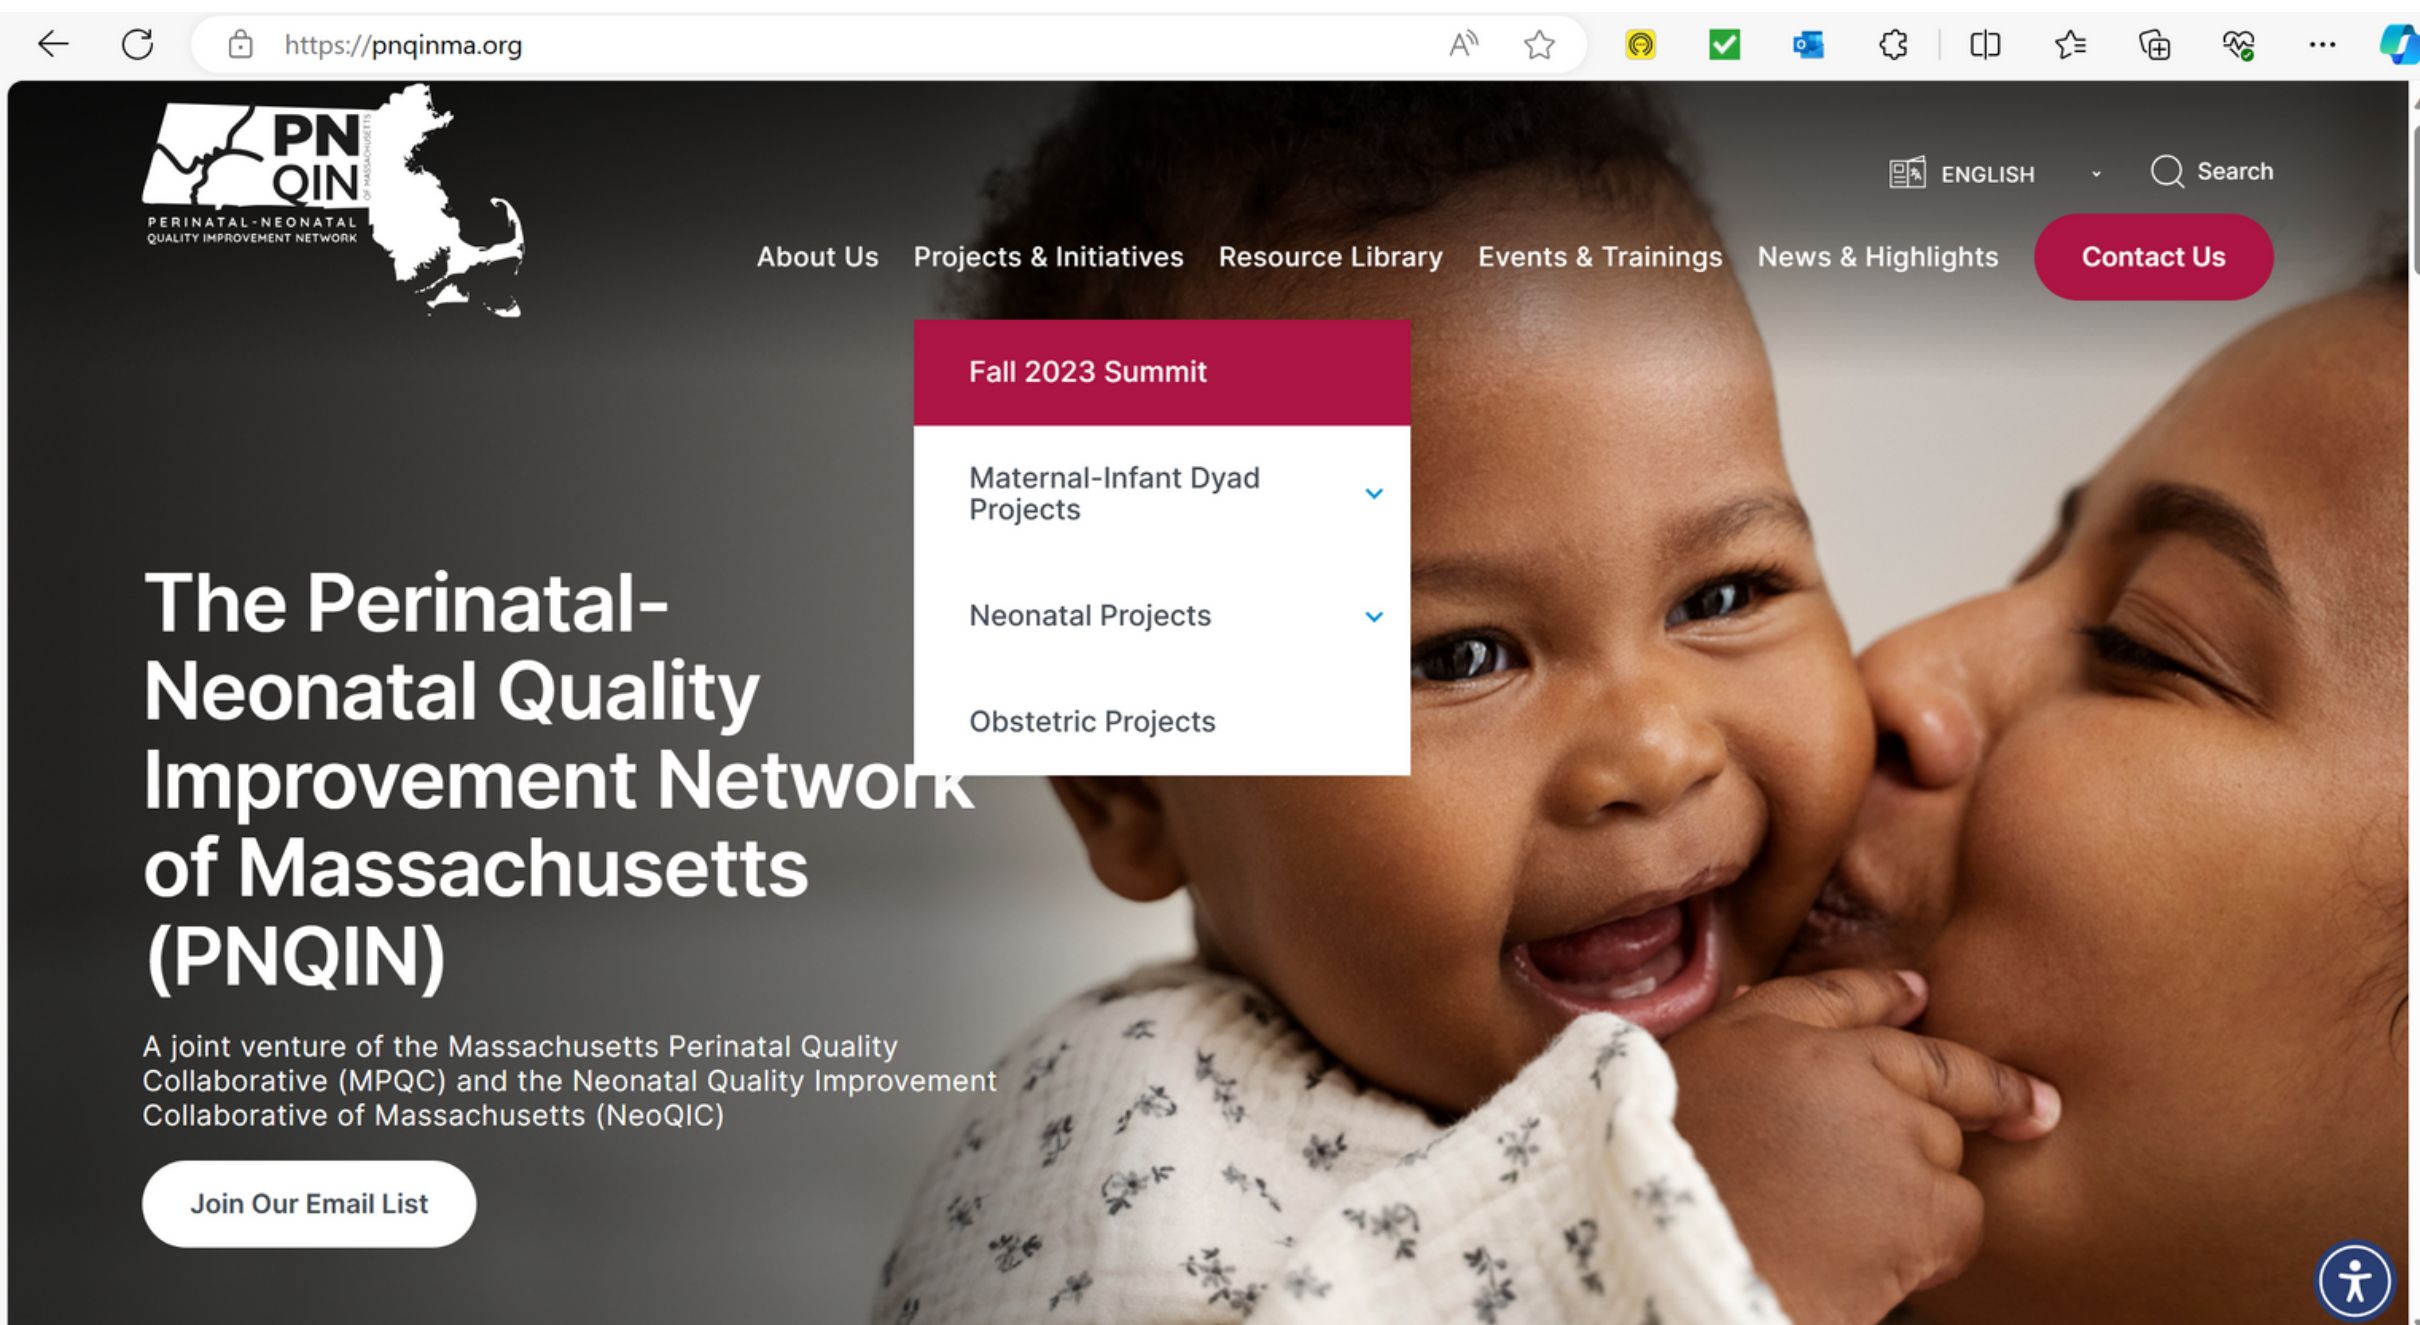 https://pnqinma.org
PN
QIN
OF MASSACHUSETTS
PERINATAL-NEONATAL
QUALITY IMPROVEMENT NETWORK
ENGLISH
Search
About Us
Projects & Initiatives
Resource Library
Events & Trainings
News & Highlights
Contact Us
Fall 2023 Summit
Maternal-Infant Dyad
Projects
Neonatal Projects
Obstetric Projects
The Perinatal-
Neonatal Quality
Improvement Network
of Massachusetts
(PNQIN)
A joint venture of the Massachusetts Perinatal Quality
Collaborative (MPQC) and the Neonatal Quality Improvement
Collaborative of Massachusetts (NeoQIC)
Join Our Email List